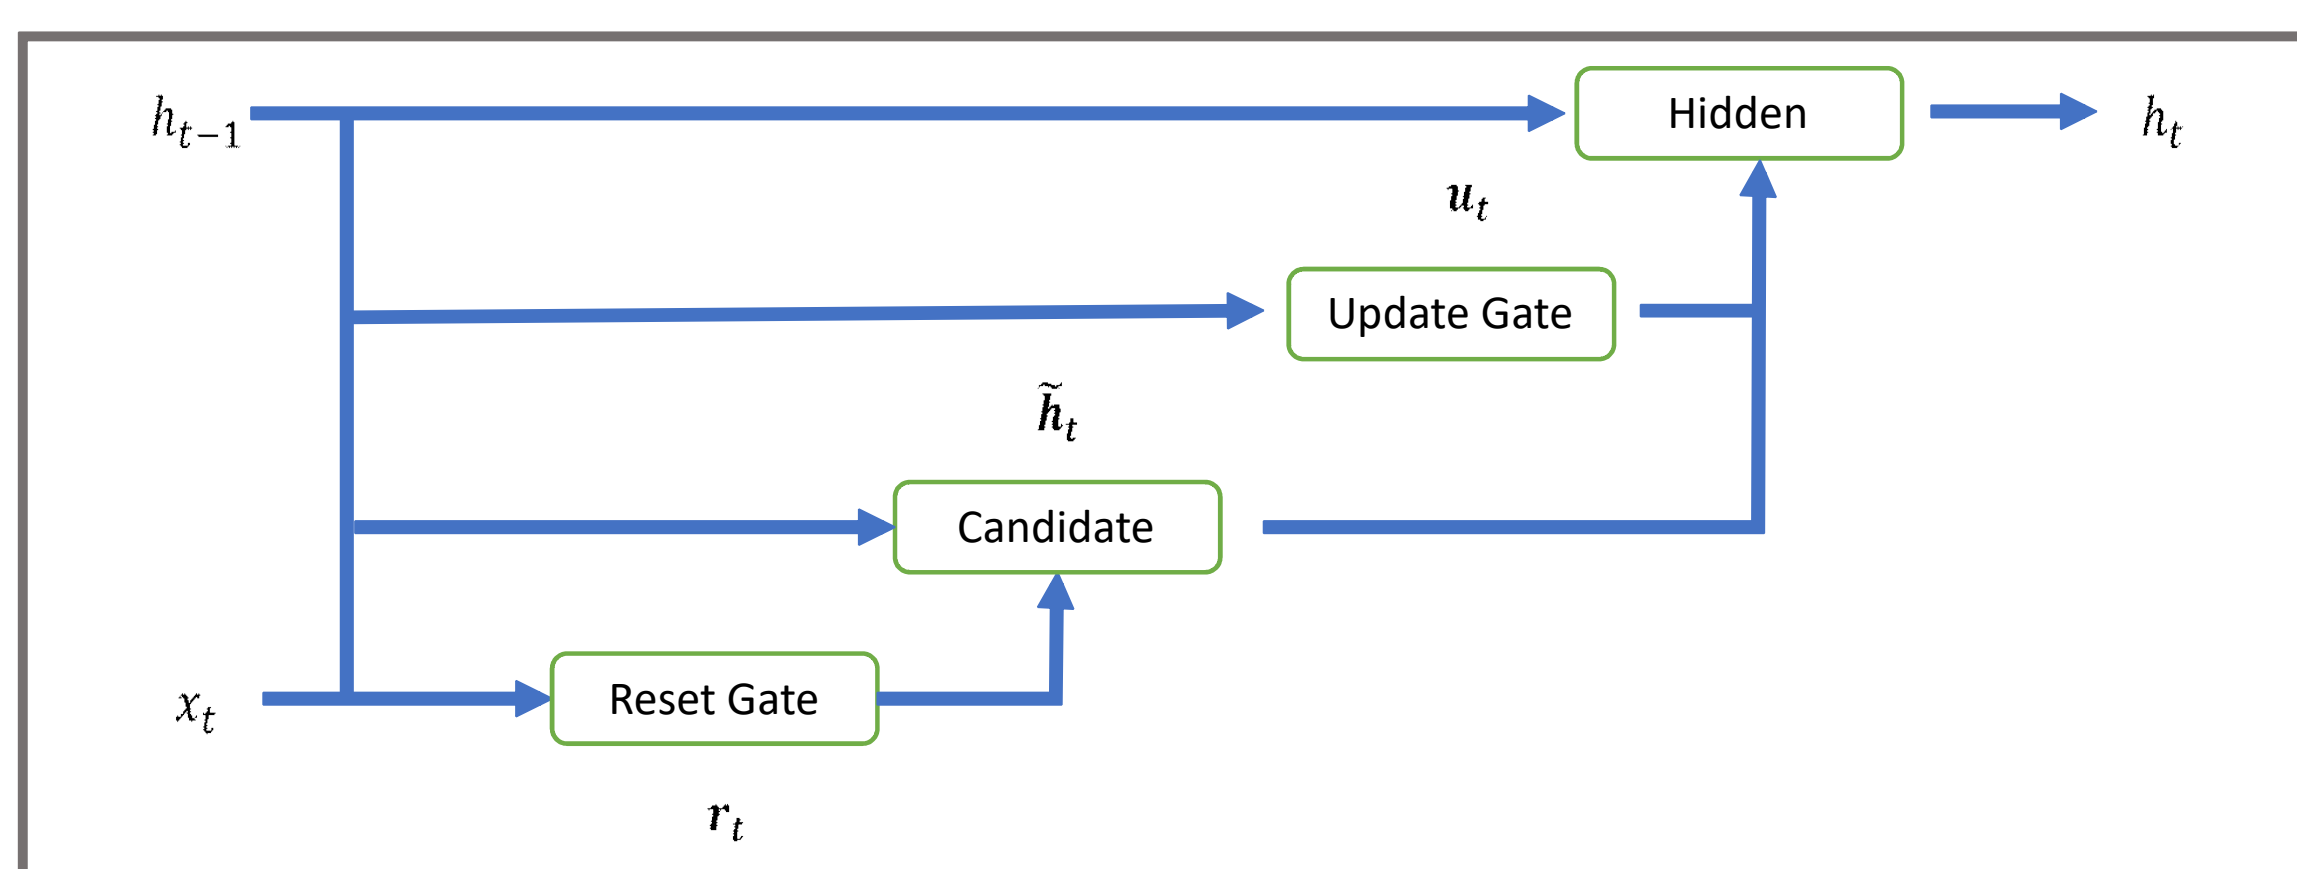 h_{t-1}
Hidden
h_t
u_t
Update Gate
h̃_t
Candidate
x_t
Reset Gate
r_t